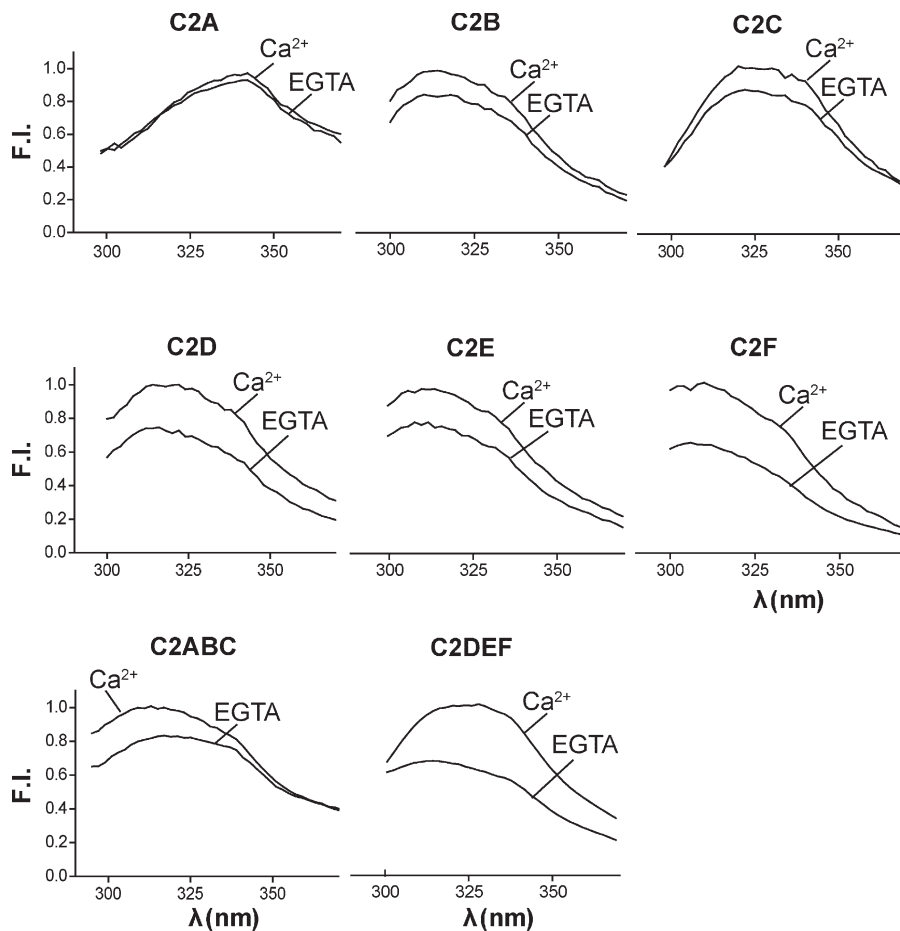 C2A
C2B
C2C
F.I.
1.0
0.8
0.6
0.4
0.2
0.0
Ca²⁺
EGTA
Ca²⁺
EGTA
Ca²⁺
EGTA
300 325 350
300 325 350
300 325 350
C2D
C2E
C2F
F.I.
1.0
0.8
0.6
0.4
0.2
0.0
Ca²⁺
EGTA
Ca²⁺
EGTA
Ca²⁺
EGTA
300 325 350
300 325 350
300 325 350
λ(nm)
C2ABC
C2DEF
F.I.
1.0
0.8
0.6
0.4
0.2
0.0
Ca²⁺
EGTA
Ca²⁺
EGTA
300 325 350
300 325 350
λ(nm)
λ(nm)